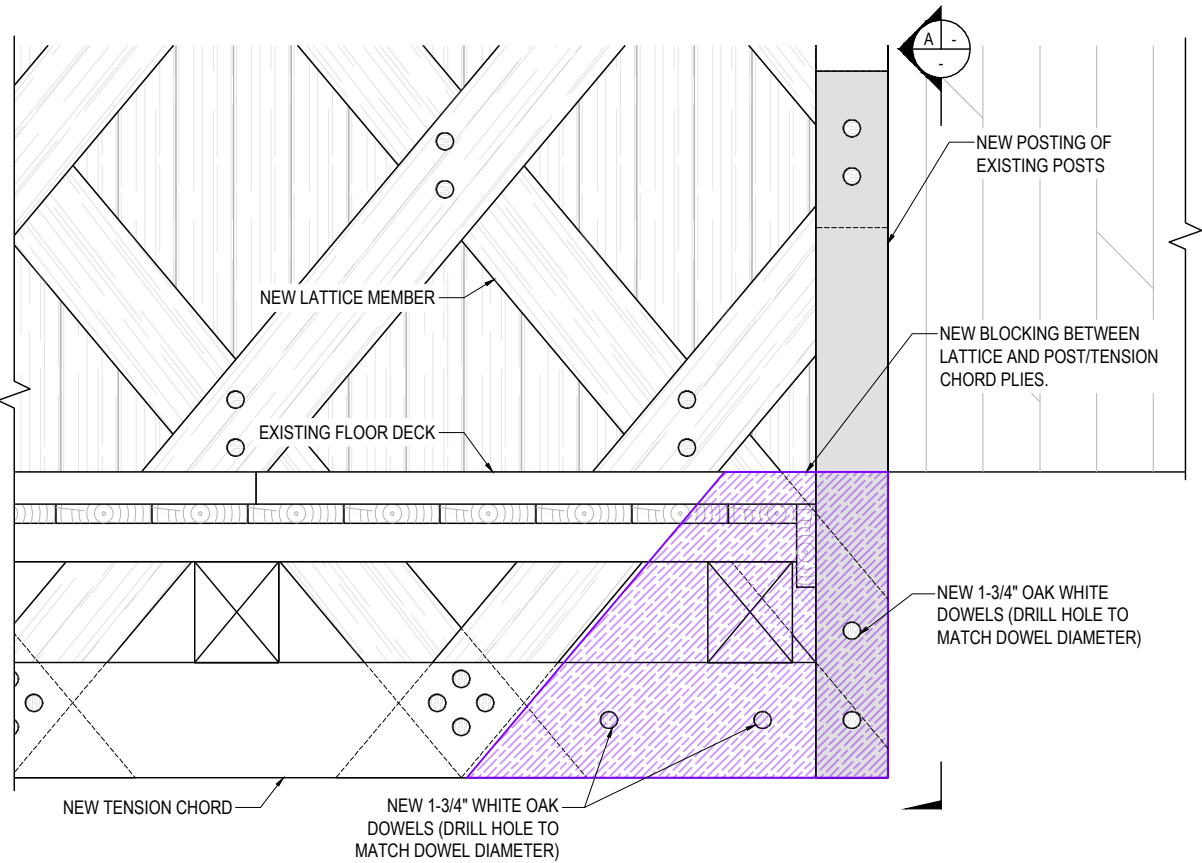 A -
-
NEW POSTING OF
EXISTING POSTS
NEW LATTICE MEMBER
NEW BLOCKING BETWEEN
LATTICE AND POST/TENSION
CHORD PLIES.
EXISTING FLOOR DECK
NEW 1-3/4" OAK WHITE
DOWELS (DRILL HOLE TO
MATCH DOWEL DIAMETER)
NEW TENSION CHORD
NEW 1-3/4" WHITE OAK
DOWELS (DRILL HOLE TO
MATCH DOWEL DIAMETER)